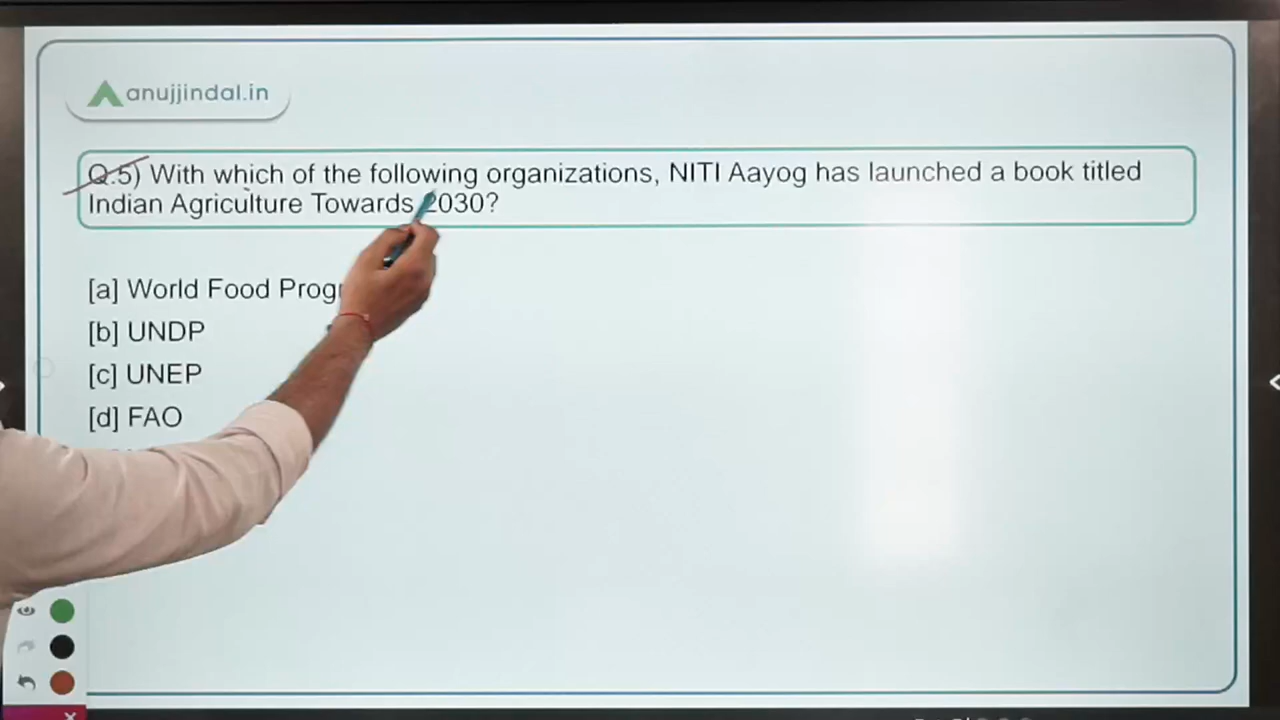 anujjindal.in
Q.5) With which of the following organizations, NITI Aayog has launched a book titled
Indian Agriculture Towards 2030?
[a] World Food
[b] UNDP
[c] UNEP
[d] FAO